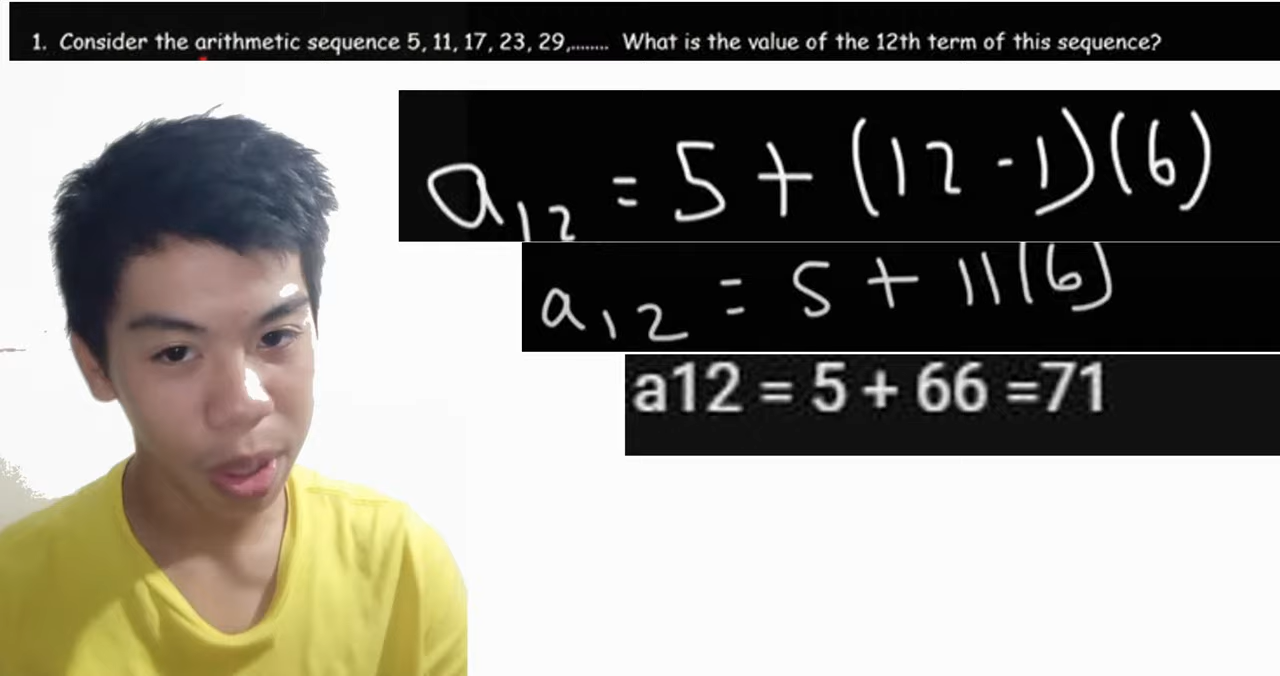 1. Consider the arithmetic sequence 5, 11, 17, 23, 29,........ What is the value of the 12th term of this sequence?
a12 = 5 + (12 - 1)(6)
a12 = 5 + 11(6)
a12 = 5 + 66 =71